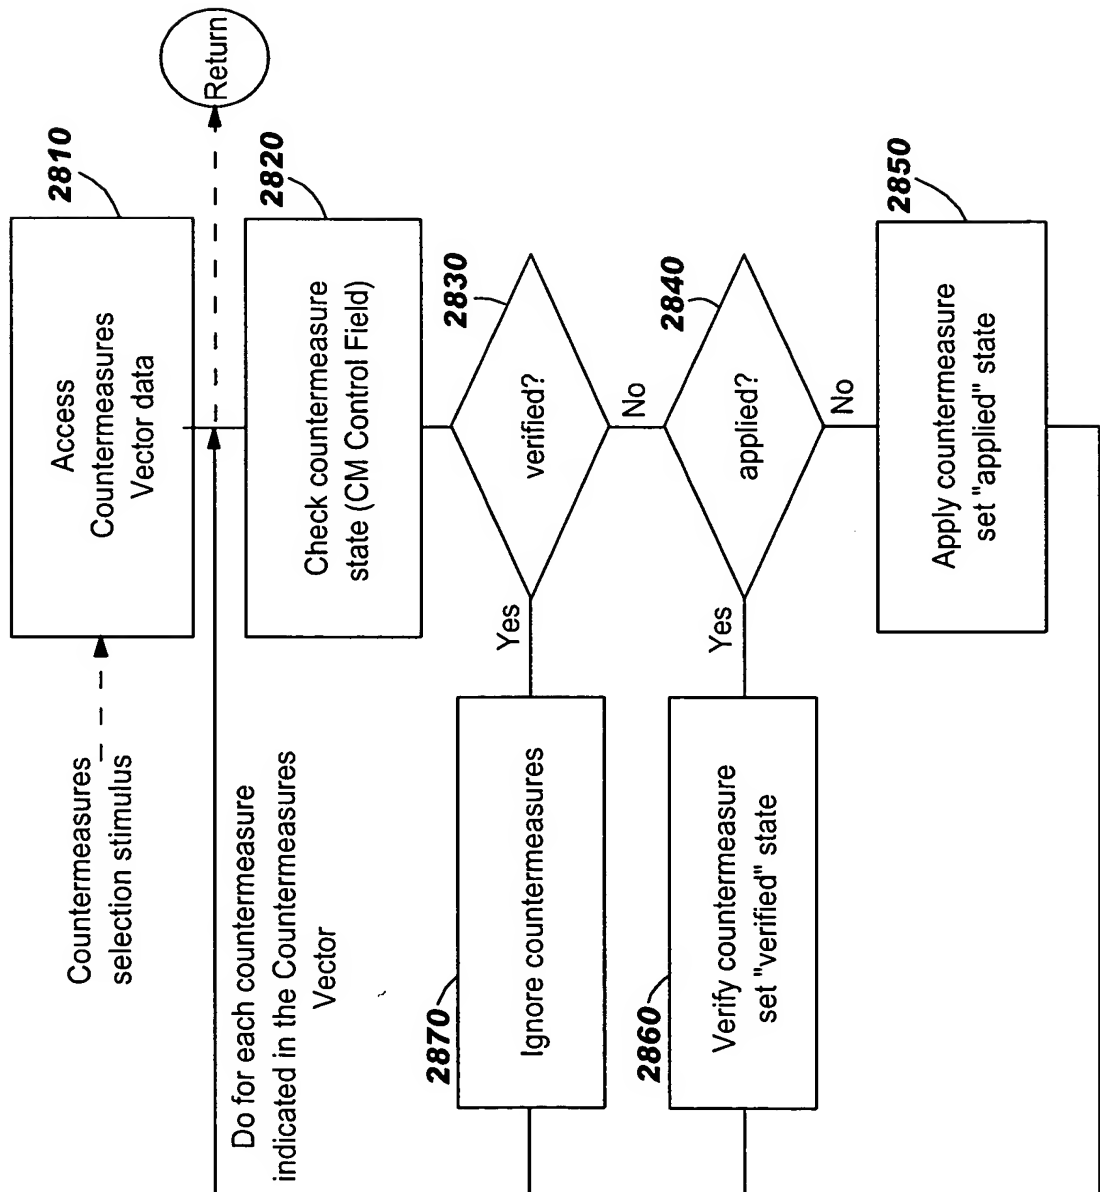 Countermeasures
selection stimulus
2810
Access
Countermeasures
Vector data
Return
Do for each countermeasure
indicated in the Countermeasures
Vector
2820
Check countermeasure
state (CM Control Field)
2830
verified?
Yes
No
2870
Ignore countermeasures
2840
applied?
Yes
No
2860
Verify countermeasure
set "verified" state
2850
Apply countermeasure
set "applied" state